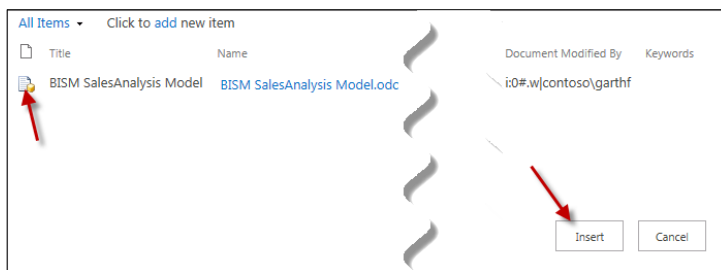 All Items Click to add new item
Title Name Document Modified By Keywords
BISM SalesAnalysis Model BISM SalesAnalysis Model.odc i:0#.w|contoso\garthf
Insert Cancel